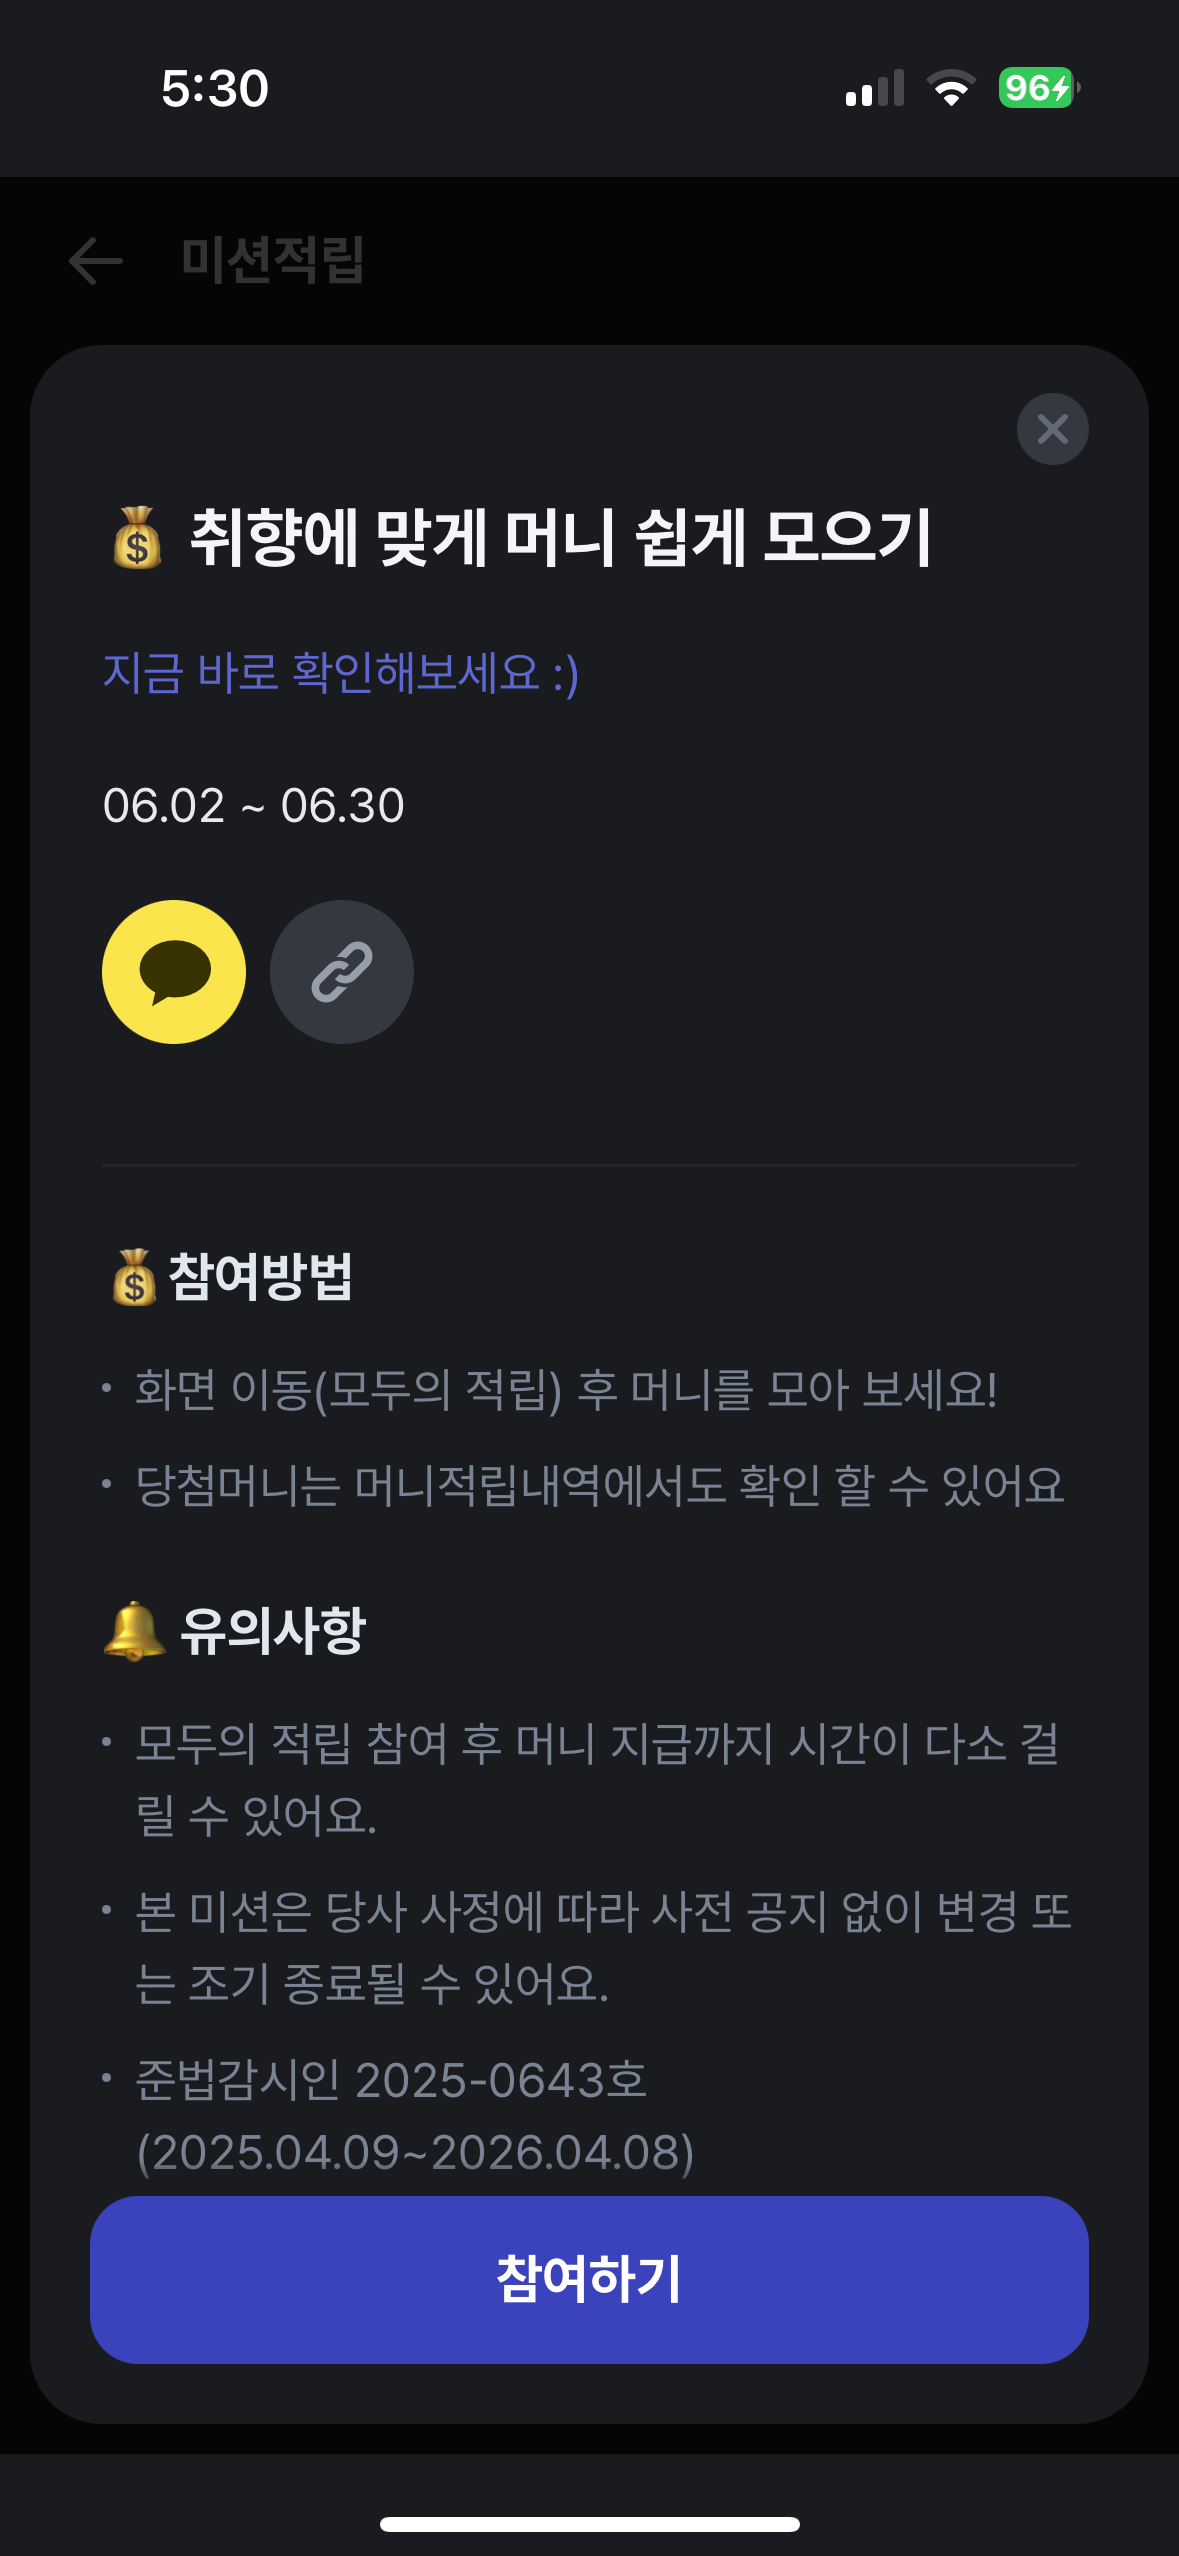 5:30
96
미션적립
💰 취향에 맞게 머니 쉽게 모으기
지금 바로 확인해보세요 :)
06.02 ~ 06.30
💰참여방법
• 화면 이동(모두의 적립) 후 머니를 모아 보세요!
• 당첨머니는 머니적립내역에서도 확인 할 수 있어요
🔔 유의사항
• 모두의 적립 참여 후 머니 지급까지 시간이 다소 걸
릴 수 있어요.
• 본 미션은 당사 사정에 따라 사전 공지 없이 변경 또
는 조기 종료될 수 있어요.
• 준법감시인 2025-0643호
(2025.04.09~2026.04.08)
참여하기